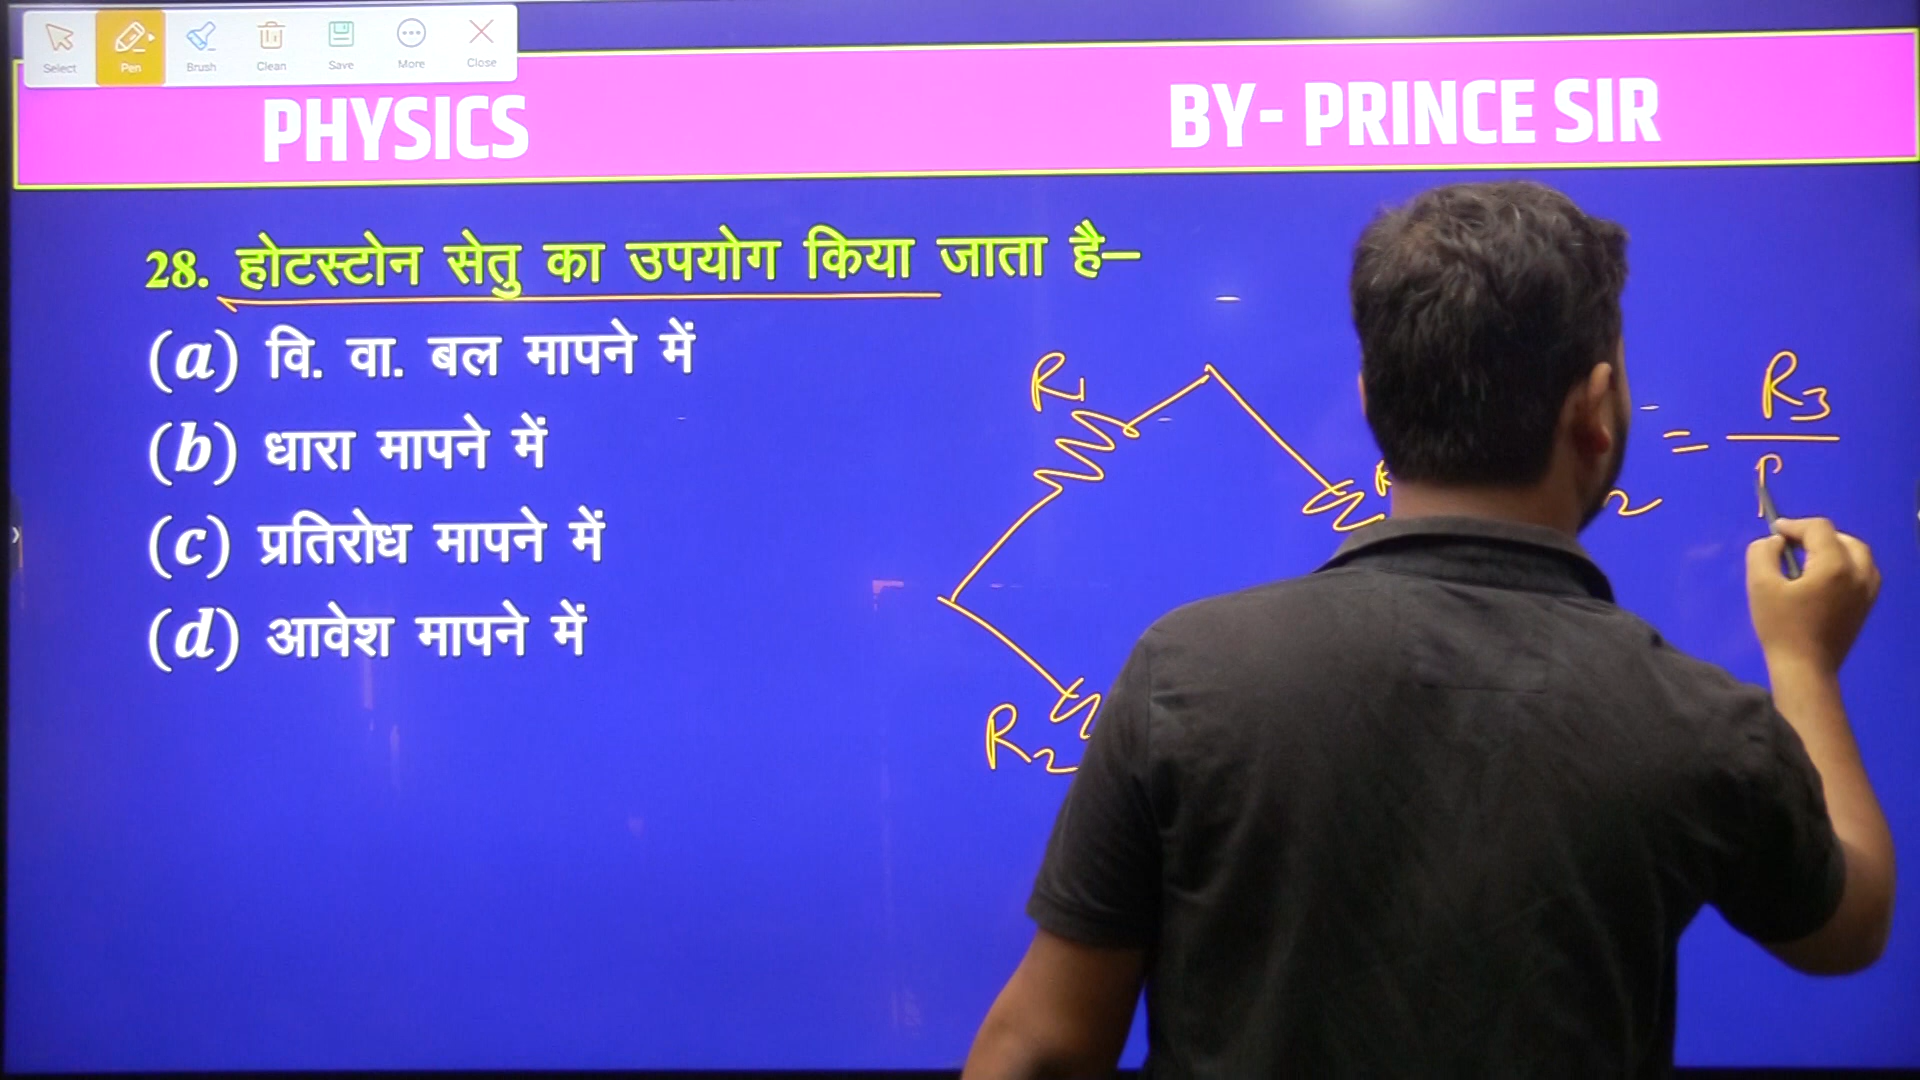 Select Pen Brush Clean Save More Close
PHYSICS BY- PRINCE SIR
28. होटस्टोन सेतु का उपयोग किया जाता है–
(a) वि. वा. बल मापने में
(b) धारा मापने में
(c) प्रतिरोध मापने में
(d) आवेश मापने में
R1
R2
= R3
2